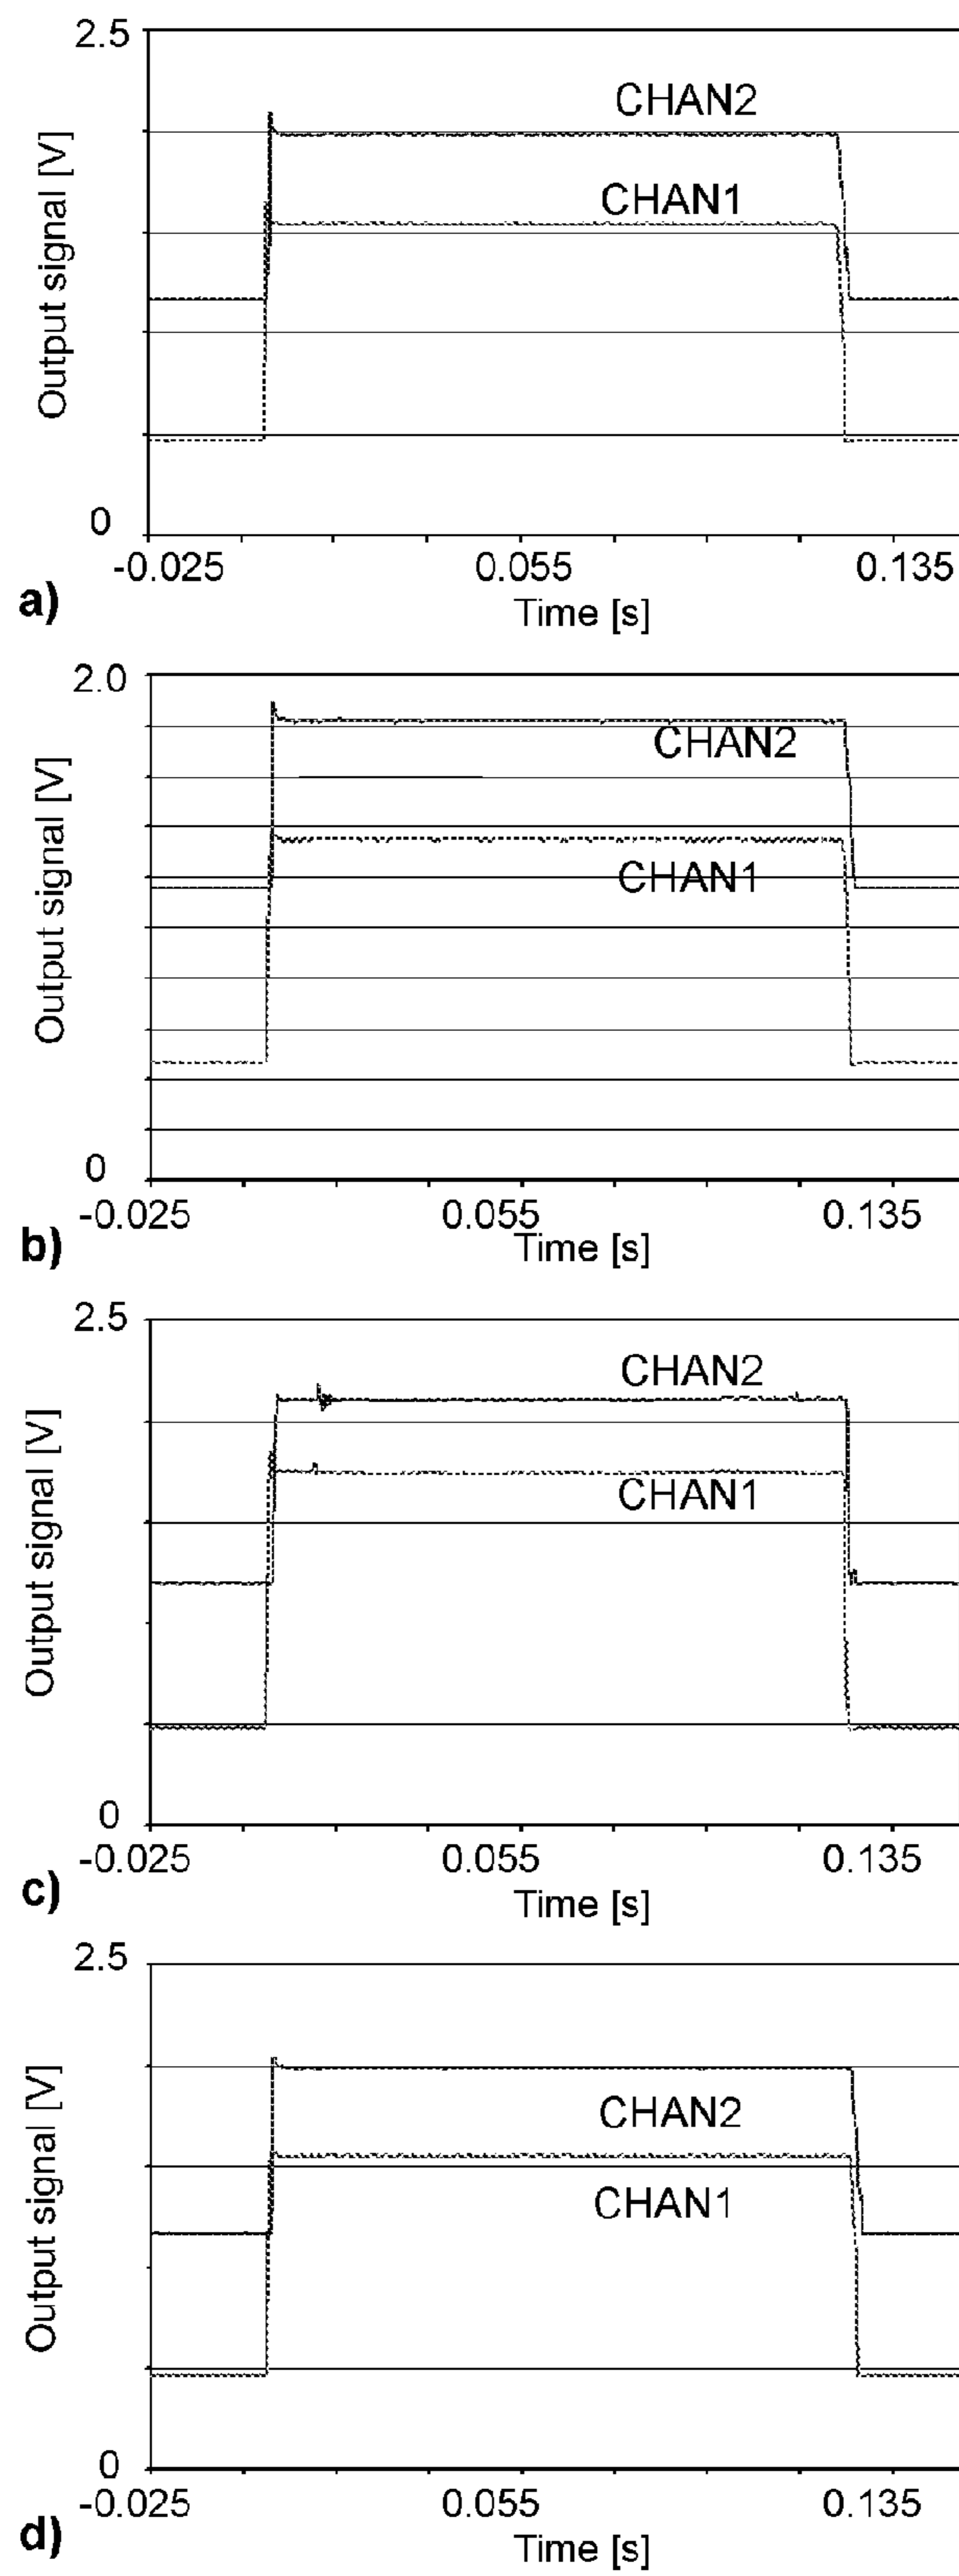 2.5
Output signal [V]
CHAN2
CHAN1
0
-0.025 0.055 0.135
a)
Time [s]
2.0
Output signal [V]
CHAN2
CHAN1
0
-0.025 0.055 0.135
b)
Time [s]
2.5
Output signal [V]
CHAN2
CHAN1
0
-0.025 0.055 0.135
c)
Time [s]
2.5
Output signal [V]
CHAN2
CHAN1
0
-0.025 0.055 0.135
d)
Time [s]